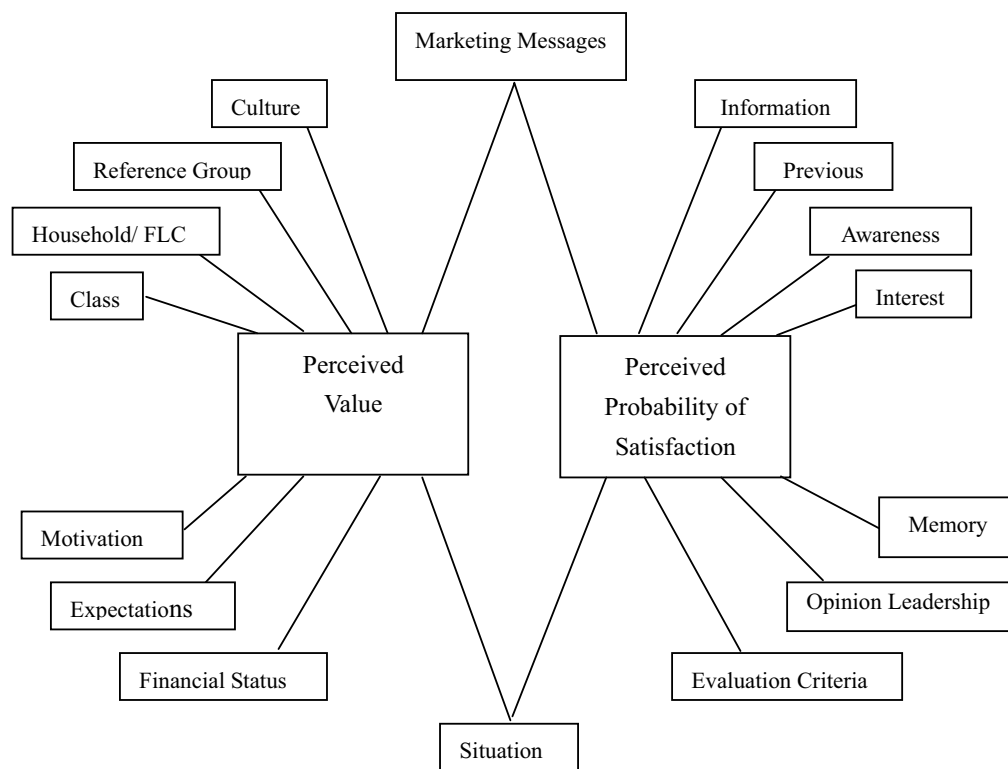 Marketing Messages
Culture
Information
Reference Group
Previous
Household/ FLC
Awareness
Class
Interest
Perceived
Value
Perceived
Probability of
Satisfaction
Motivation
Memory
Expectations
Opinion Leadership
Financial Status
Evaluation Criteria
Situation